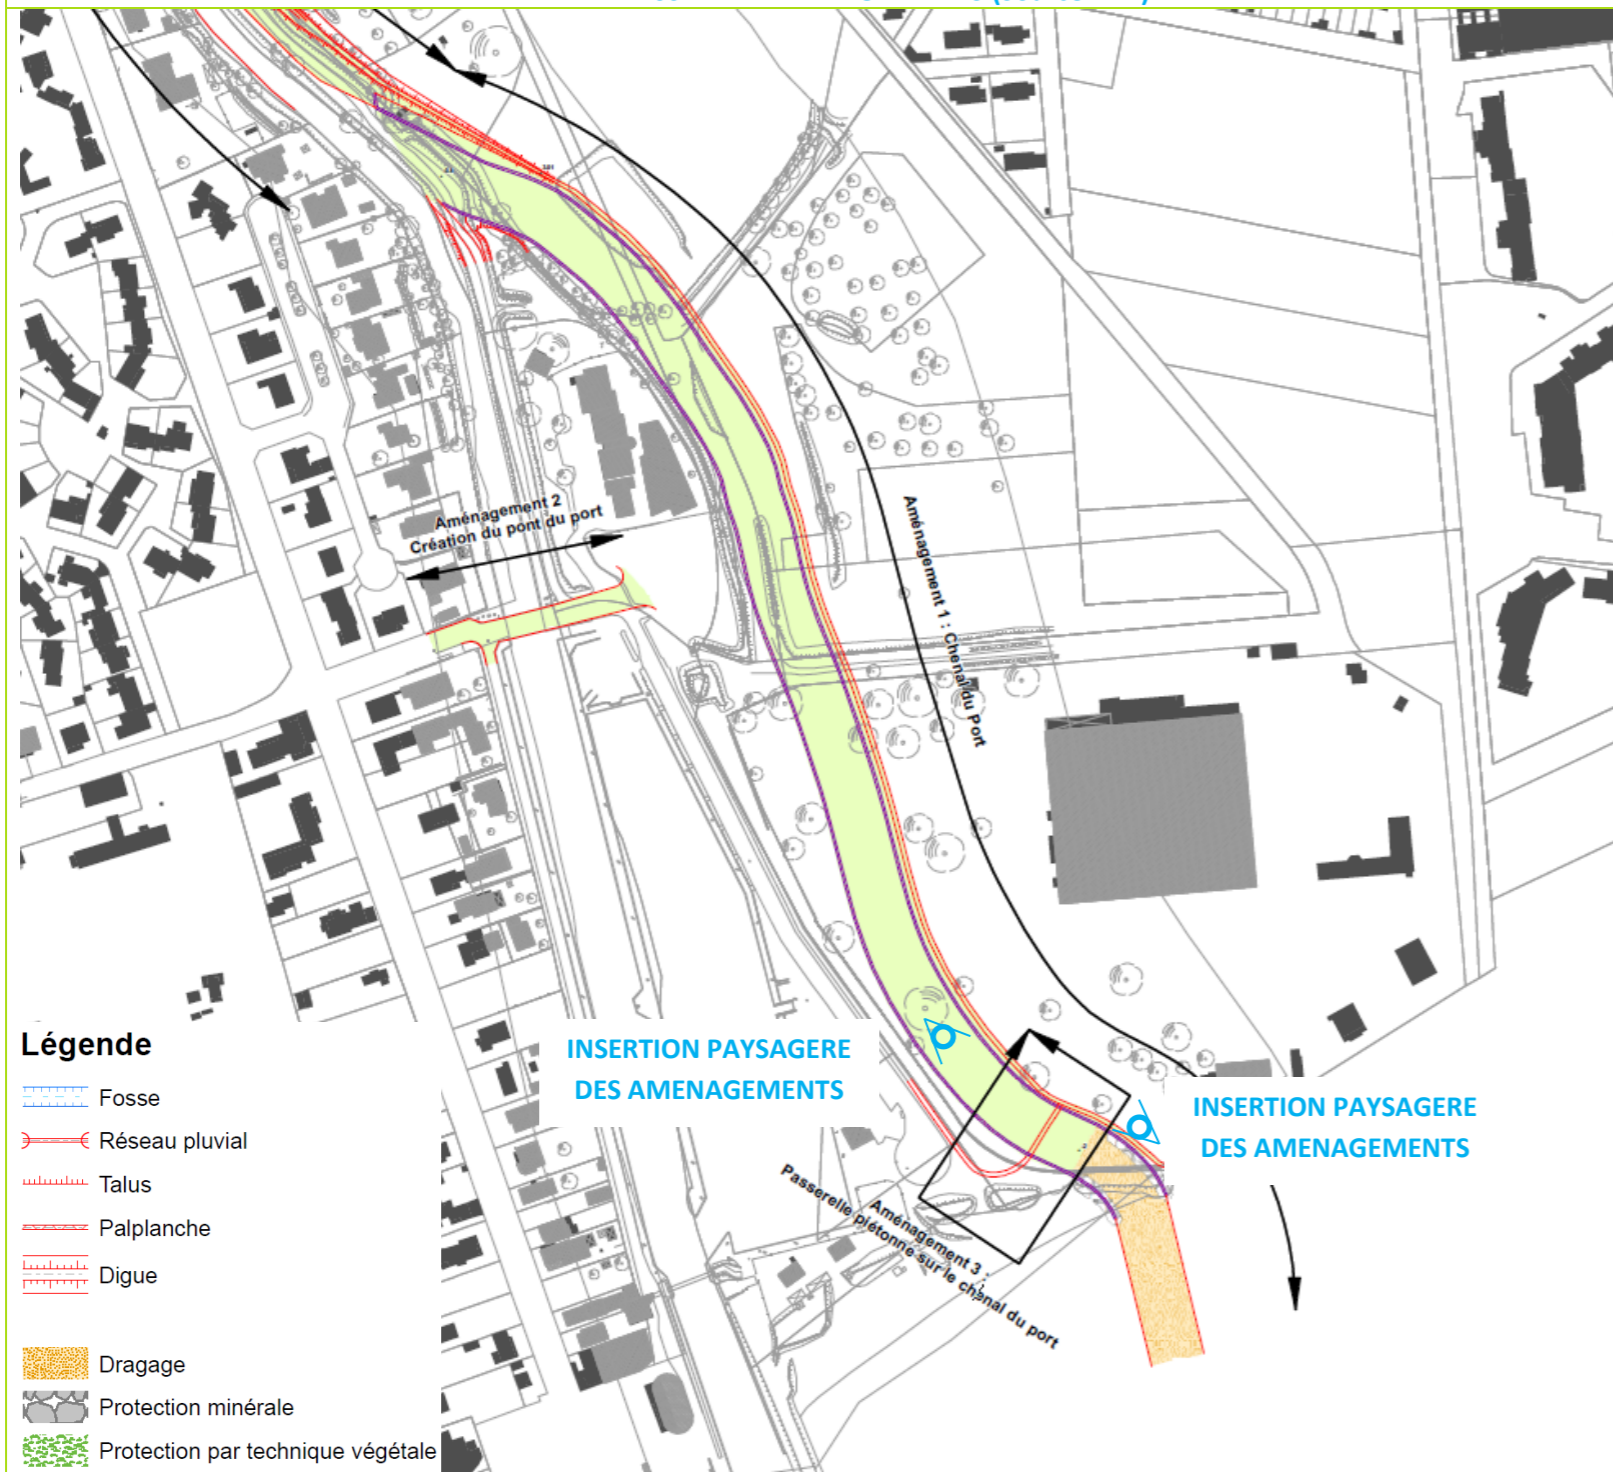 Aménagement 2
Création du pont du port
Aménagement 1 : Chenal du Port
INSERTION PAYSAGERE
DES AMENAGEMENTS
INSERTION PAYSAGERE
DES AMENAGEMENTS
Aménagement 3 :
Passerelle piétonne sur le chenal du port
Légende
Fosse
Réseau pluvial
Talus
Palplanche
Digue
Dragage
Protection minérale
Protection par technique végétale